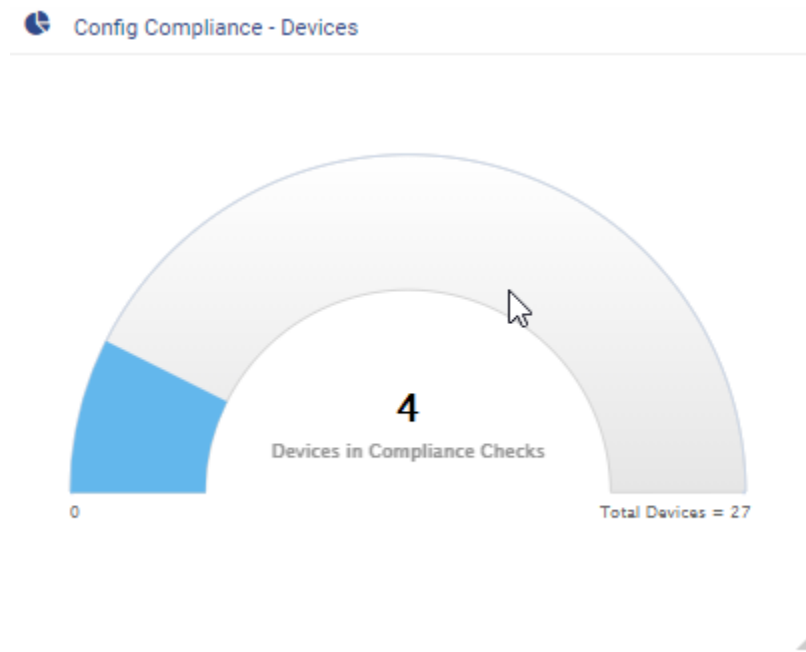 Config Compliance - Devices
4
Devices in Compliance Checks
0
Total Devices = 27